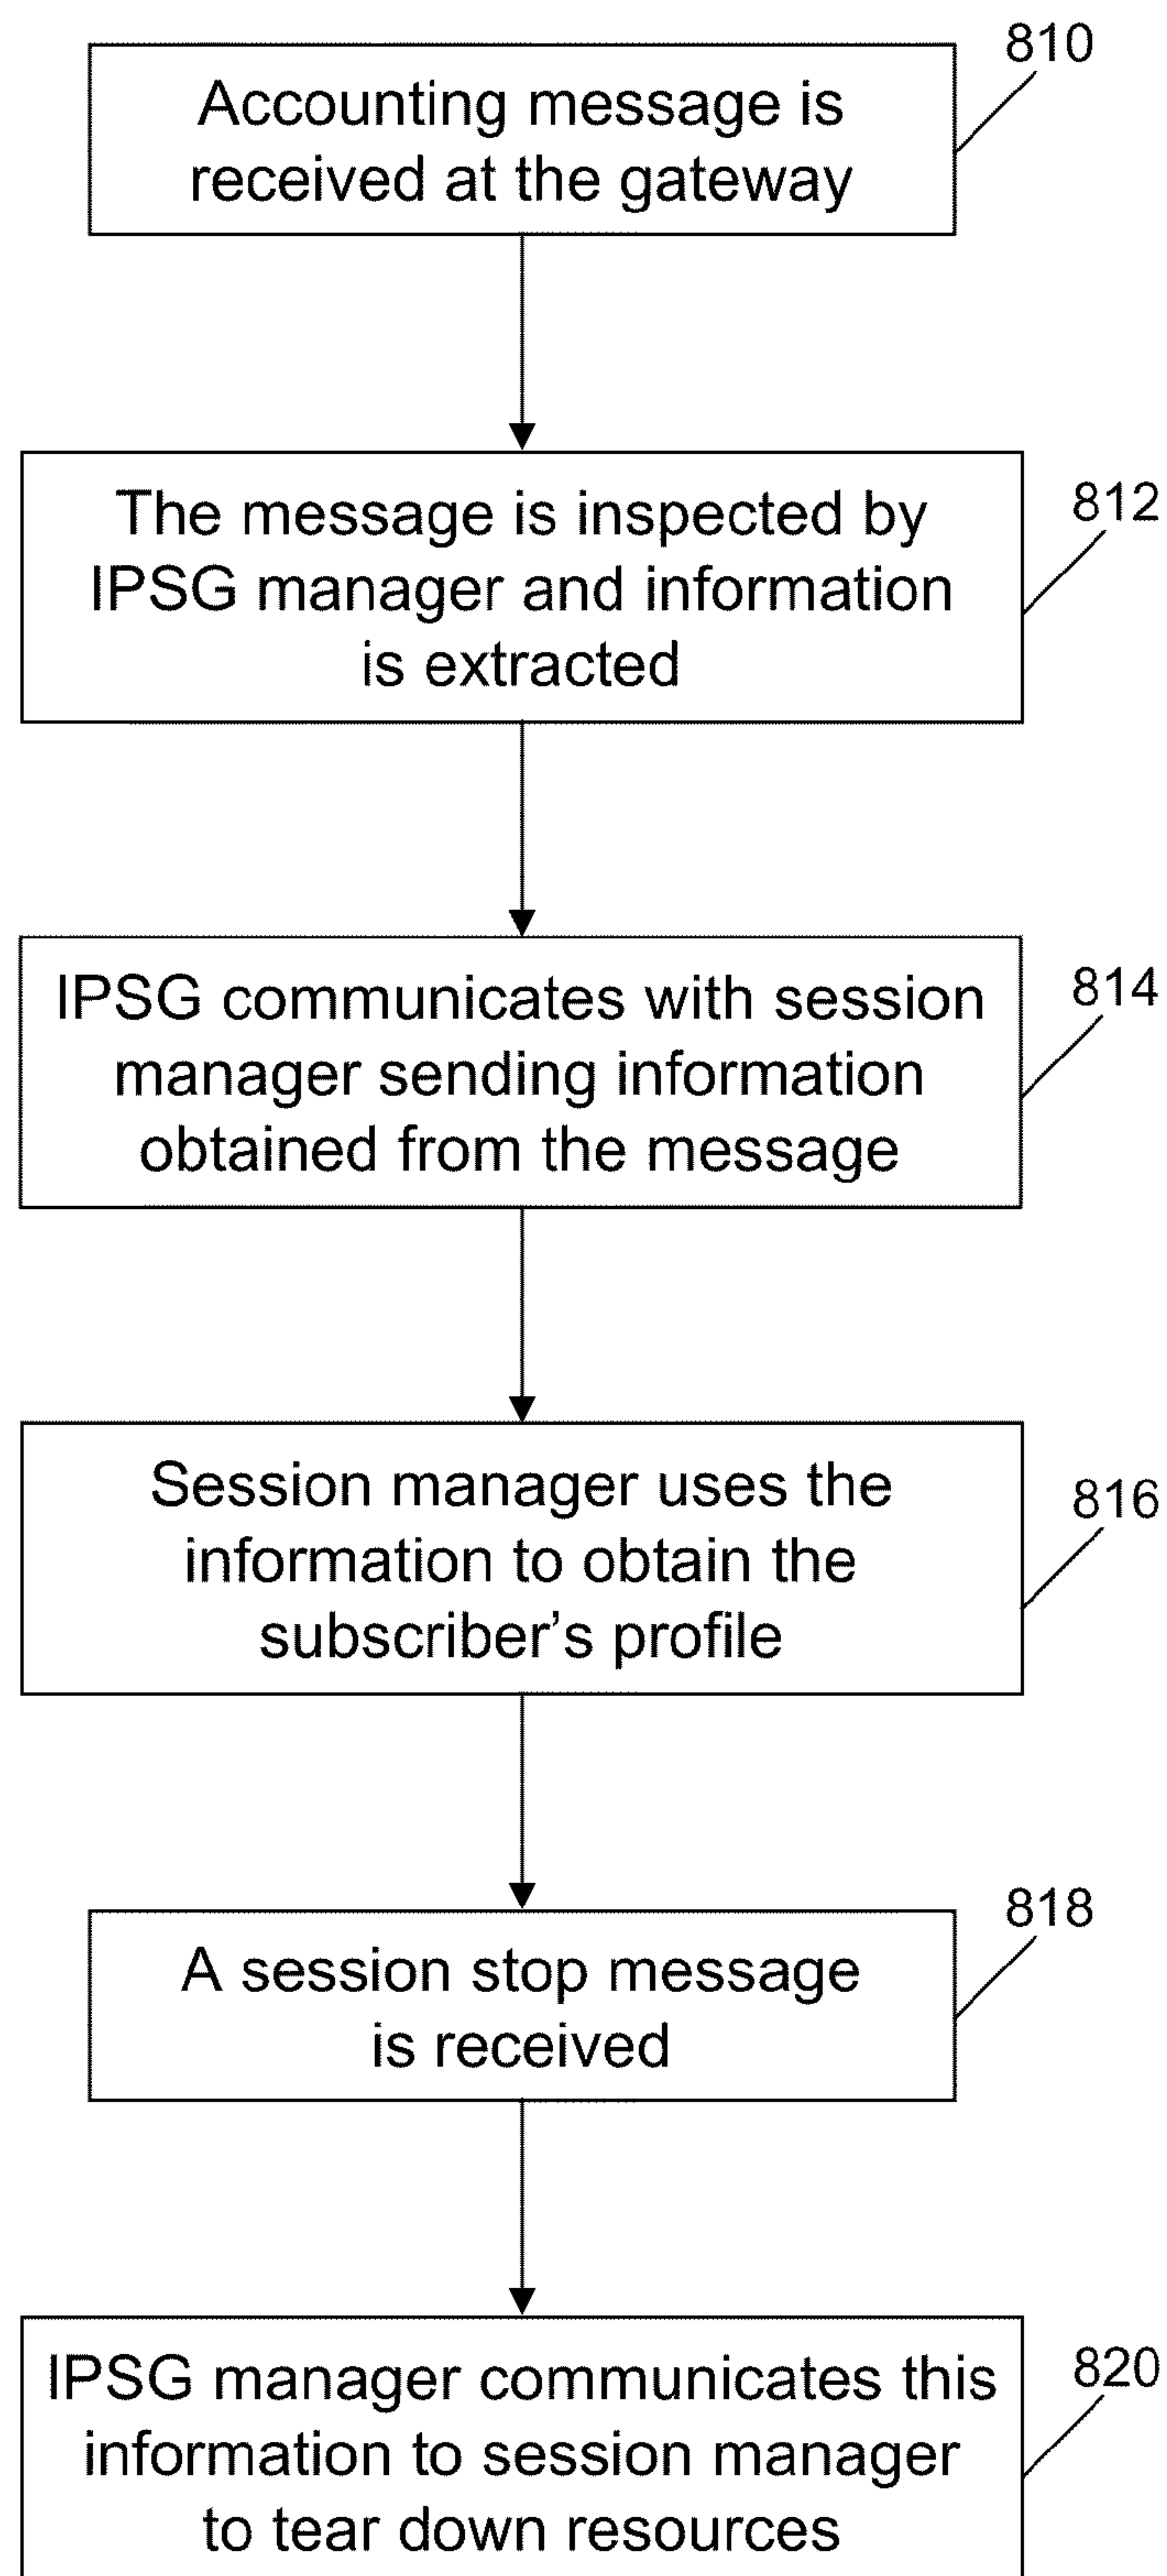 810
Accounting message is
received at the gateway
812
The message is inspected by
IPSG manager and information
is extracted
814
IPSG communicates with session
manager sending information
obtained from the message
816
Session manager uses the
information to obtain the
subscriber’s profile
818
A session stop message
is received
820
IPSG manager communicates this
information to session manager
to tear down resources